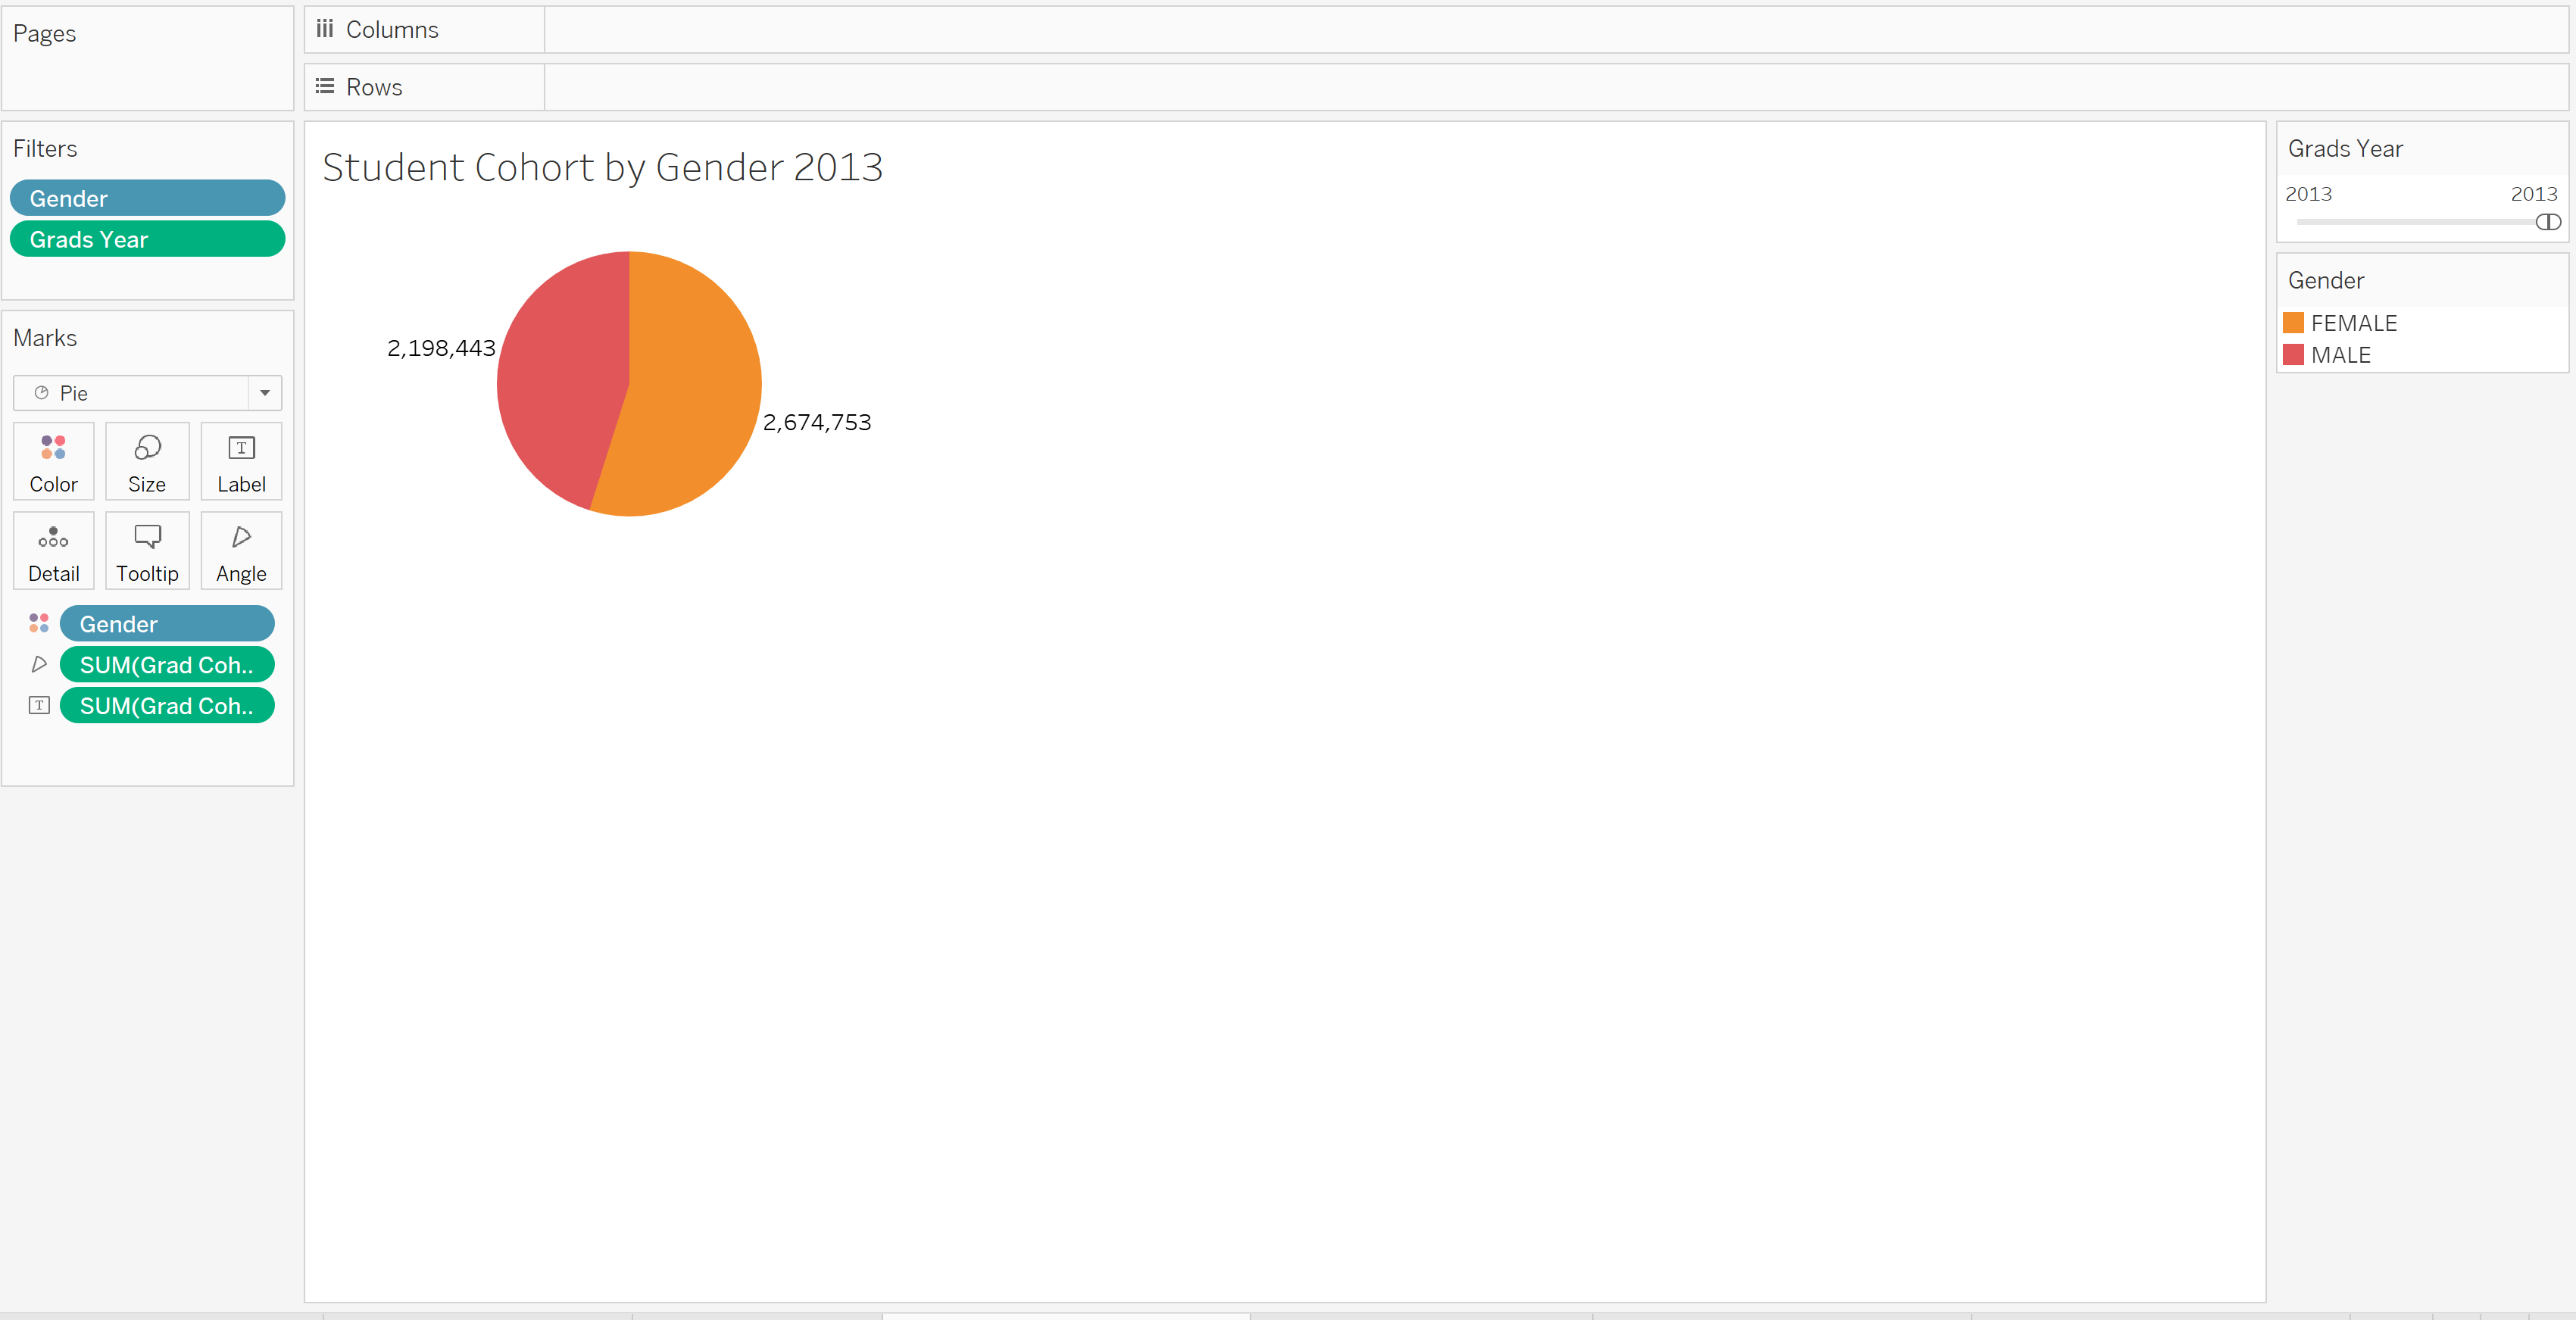 Pages
Columns
Rows
Filters
Gender
Grads Year
Marks
Pie
Color
Size
T
Label
Detail
Tooltip
Angle
Gender
SUM(Grad Coh..
T
SUM(Grad Coh..
Student Cohort by Gender 2013
2,198,443
2,674,753
Grads Year
2013
2013
Gender
FEMALE
MALE